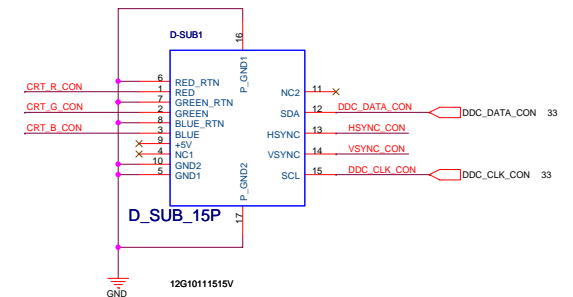 D-SUB1
16
P_GND1
6
RED_RTN
CRT_R_CON
1
RED
7
GREEN_RTN
CRT_G_CON
2
GREEN
8
BLUE_RTN
CRT_B_CON
3
BLUE
9
+5V
4
NC1
10
GND2
5
GND1
NC2
11
SDA
12
DDC_DATA_CON
DDC_DATA_CON 33
HSYNC
13
HSYNC_CON
VSYNC
14
VSYNC_CON
SCL
15
DDC_CLK_CON
DDC_CLK_CON 33
P_GND2
17
D_SUB_15P
GND
12G10111515V